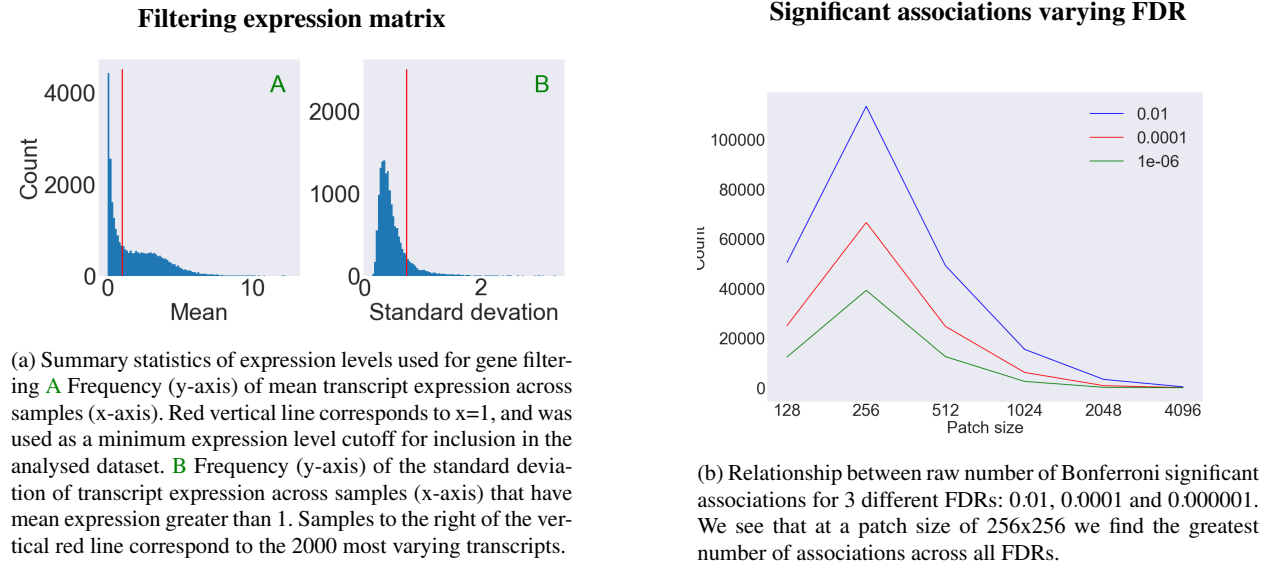 Filtering expression matrix
A
B
4000
2000
0
Count
0
10
Mean
2000
1000
0
0
2
Standard devation
(a) Summary statistics of expression levels used for gene filter-
ing A Frequency (y-axis) of mean transcript expression across
samples (x-axis). Red vertical line corresponds to x=1, and was
used as a minimum expression level cutoff for inclusion in the
analysed dataset. B Frequency (y-axis) of the standard devia-
tion of transcript expression across samples (x-axis) that have
mean expression greater than 1. Samples to the right of the ver-
tical red line correspond to the 2000 most varying transcripts.
Significant associations varying FDR
0.01
0.0001
1e-06
100000
80000
60000
40000
20000
0
Count
128
256
512
1024
2048
4096
Patch size
(b) Relationship between raw number of Bonferroni significant
associations for 3 different FDRs: 0.01, 0.0001 and 0.000001.
We see that at a patch size of 256x256 we find the greatest
number of associations across all FDRs.